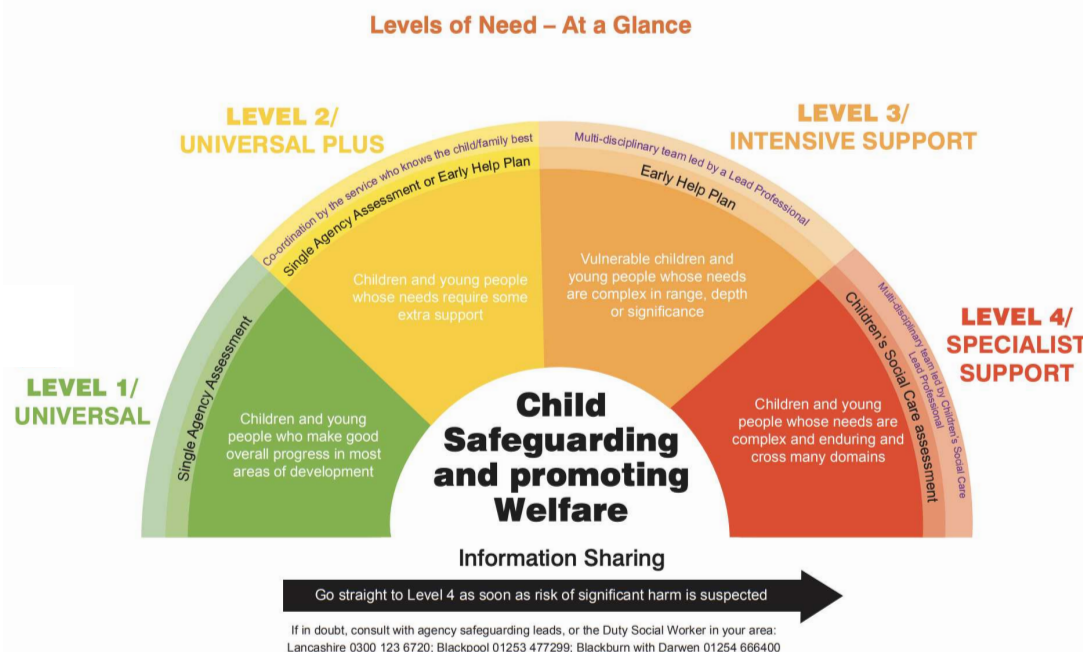 Levels of Need – At a Glance
LEVEL 1/
UNIVERSAL
Single Agency Assessment
Children and young
people who make good
overall progress in most
areas of development
LEVEL 2/
UNIVERSAL PLUS
Co-ordination by the service who knows the child/family best
Single Agency Assessment or Early Help Plan
Children and young people
whose needs require some
extra support
LEVEL 3/
INTENSIVE SUPPORT
Multi-disciplinary team led by a Lead Professional
Early Help Plan
Vulnerable children and
young people whose needs
are complex in range, depth
or significance
LEVEL 4/
SPECIALIST
SUPPORT
Multi-disciplinary team led by Children's Social Care
Lead Professional
Children's Social Care assessment
Children and young
people whose needs are
complex and enduring and
cross many domains
Child
Safeguarding
and promoting
Welfare
Information Sharing
Go straight to Level 4 as soon as risk of significant harm is suspected
If in doubt, consult with agency safeguarding leads, or the Duty Social Worker in your area:
Lancashire 0300 123 6720; Blackpool 01253 477299; Blackburn with Darwen 01254 666400